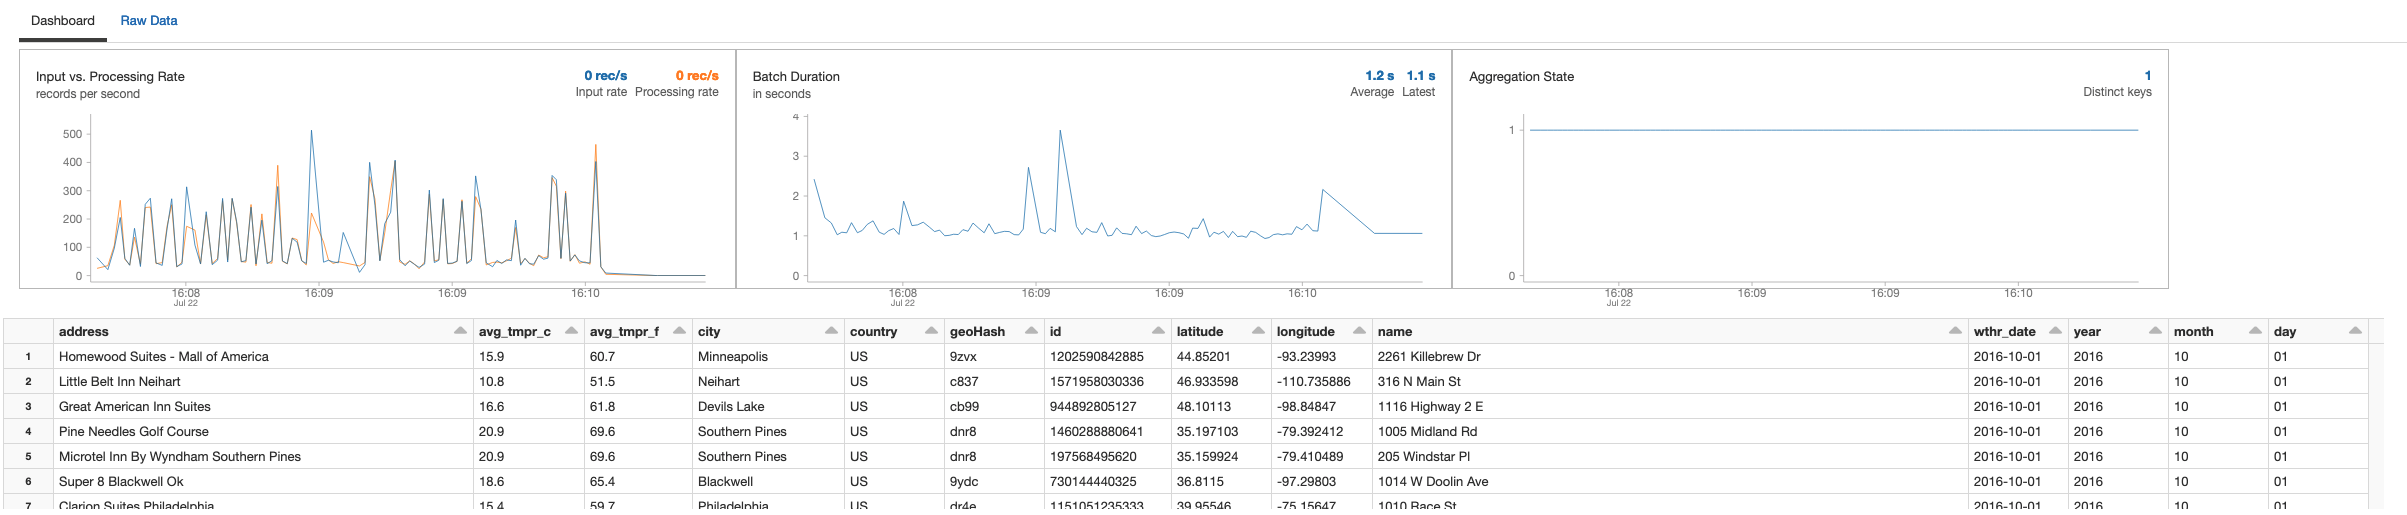 Dashboard Raw Data
Input vs. Processing Rate 0 rec/s 0 rec/s
records per second Input rate Processing rate
500
400
300
200
100
0
16:08 16:09 16:09 16:10
Jul 22
Batch Duration 1.2 s 1.1 s
in seconds Average Latest
4
3
2
1
0
16:08 16:09 16:09 16:10
Jul 22
Aggregation State 1
Distinct keys
1
0
16:08 16:09 16:09 16:10
Jul 22
address avg_tmpr_c avg_tmpr_f city country geoHash id latitude longitude name wthr_date year month day
1 Homewood Suites - Mall of America 15.9 60.7 Minneapolis US 9zvx 1202590842885 44.85201 -93.23993 2261 Killebrew Dr 2016-10-01 2016 10 01
2 Little Belt Inn Neihart 10.8 51.5 Neihart US c837 1571958030336 46.933598 -110.735886 316 N Main St 2016-10-01 2016 10 01
3 Great American Inn Suites 16.6 61.8 Devils Lake US cb99 944892805127 48.10113 -98.84847 1116 Highway 2 E 2016-10-01 2016 10 01
4 Pine Needles Golf Course 20.9 69.6 Southern Pines US dnr8 1460288880641 35.197103 -79.392412 1005 Midland Rd 2016-10-01 2016 10 01
5 Microtel Inn By Wyndham Southern Pines 20.9 69.6 Southern Pines US dnr8 197568495620 35.159924 -79.410489 205 Windstar Pl 2016-10-01 2016 10 01
6 Super 8 Blackwell Ok 18.6 65.4 Blackwell US 9ydc 730144440325 36.8115 -97.29803 1014 W Doolin Ave 2016-10-01 2016 10 01
7 Clarion Suites Philadelphia 15.4 59.7 Philadelphia US dr4e 1151051235333 39.95546 -75.15647 1010 Race St 2016-10-01 2016 10 01